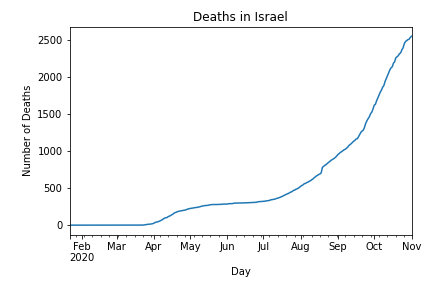 Deaths in Israel
Number of Deaths
2500
2000
1500
1000
500
0
Feb Mar Apr May Jun Jul Aug Sep Oct Nov
2020
Day